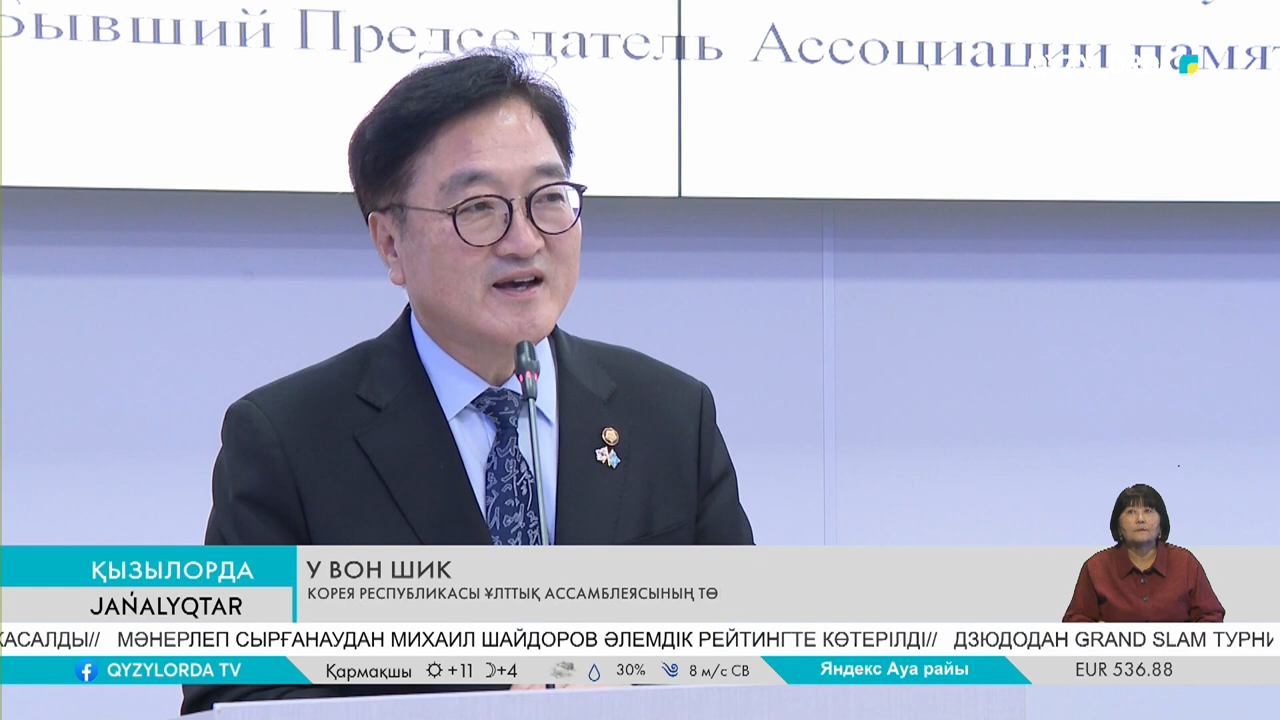 Бывший Председатель Ассоциации памят
QYZYLORDA
ҚЫЗЫЛОРДА
JAŃALYQTAR
У ВОН ШИК
КОРЕЯ РЕСПУБЛИКАСЫ ҰЛТТЫҚ АССАМБЛЕЯСЫНЫҢ ТӨ
ЖАСАЛДЫ// МӘНЕРЛЕП СЫРҒАНАУДАН МИХАИЛ ШАЙДОРОВ ӘЛЕМДІК РЕЙТИНГТЕ КӨТЕРІЛДІ// ДЗЮДОДАН GRAND SLAM ТУРНИ
QYZYLORDA TV Қармақшы +11 +4 30% 8 м/с СВ Яндекс Ауа райы EUR 536.88